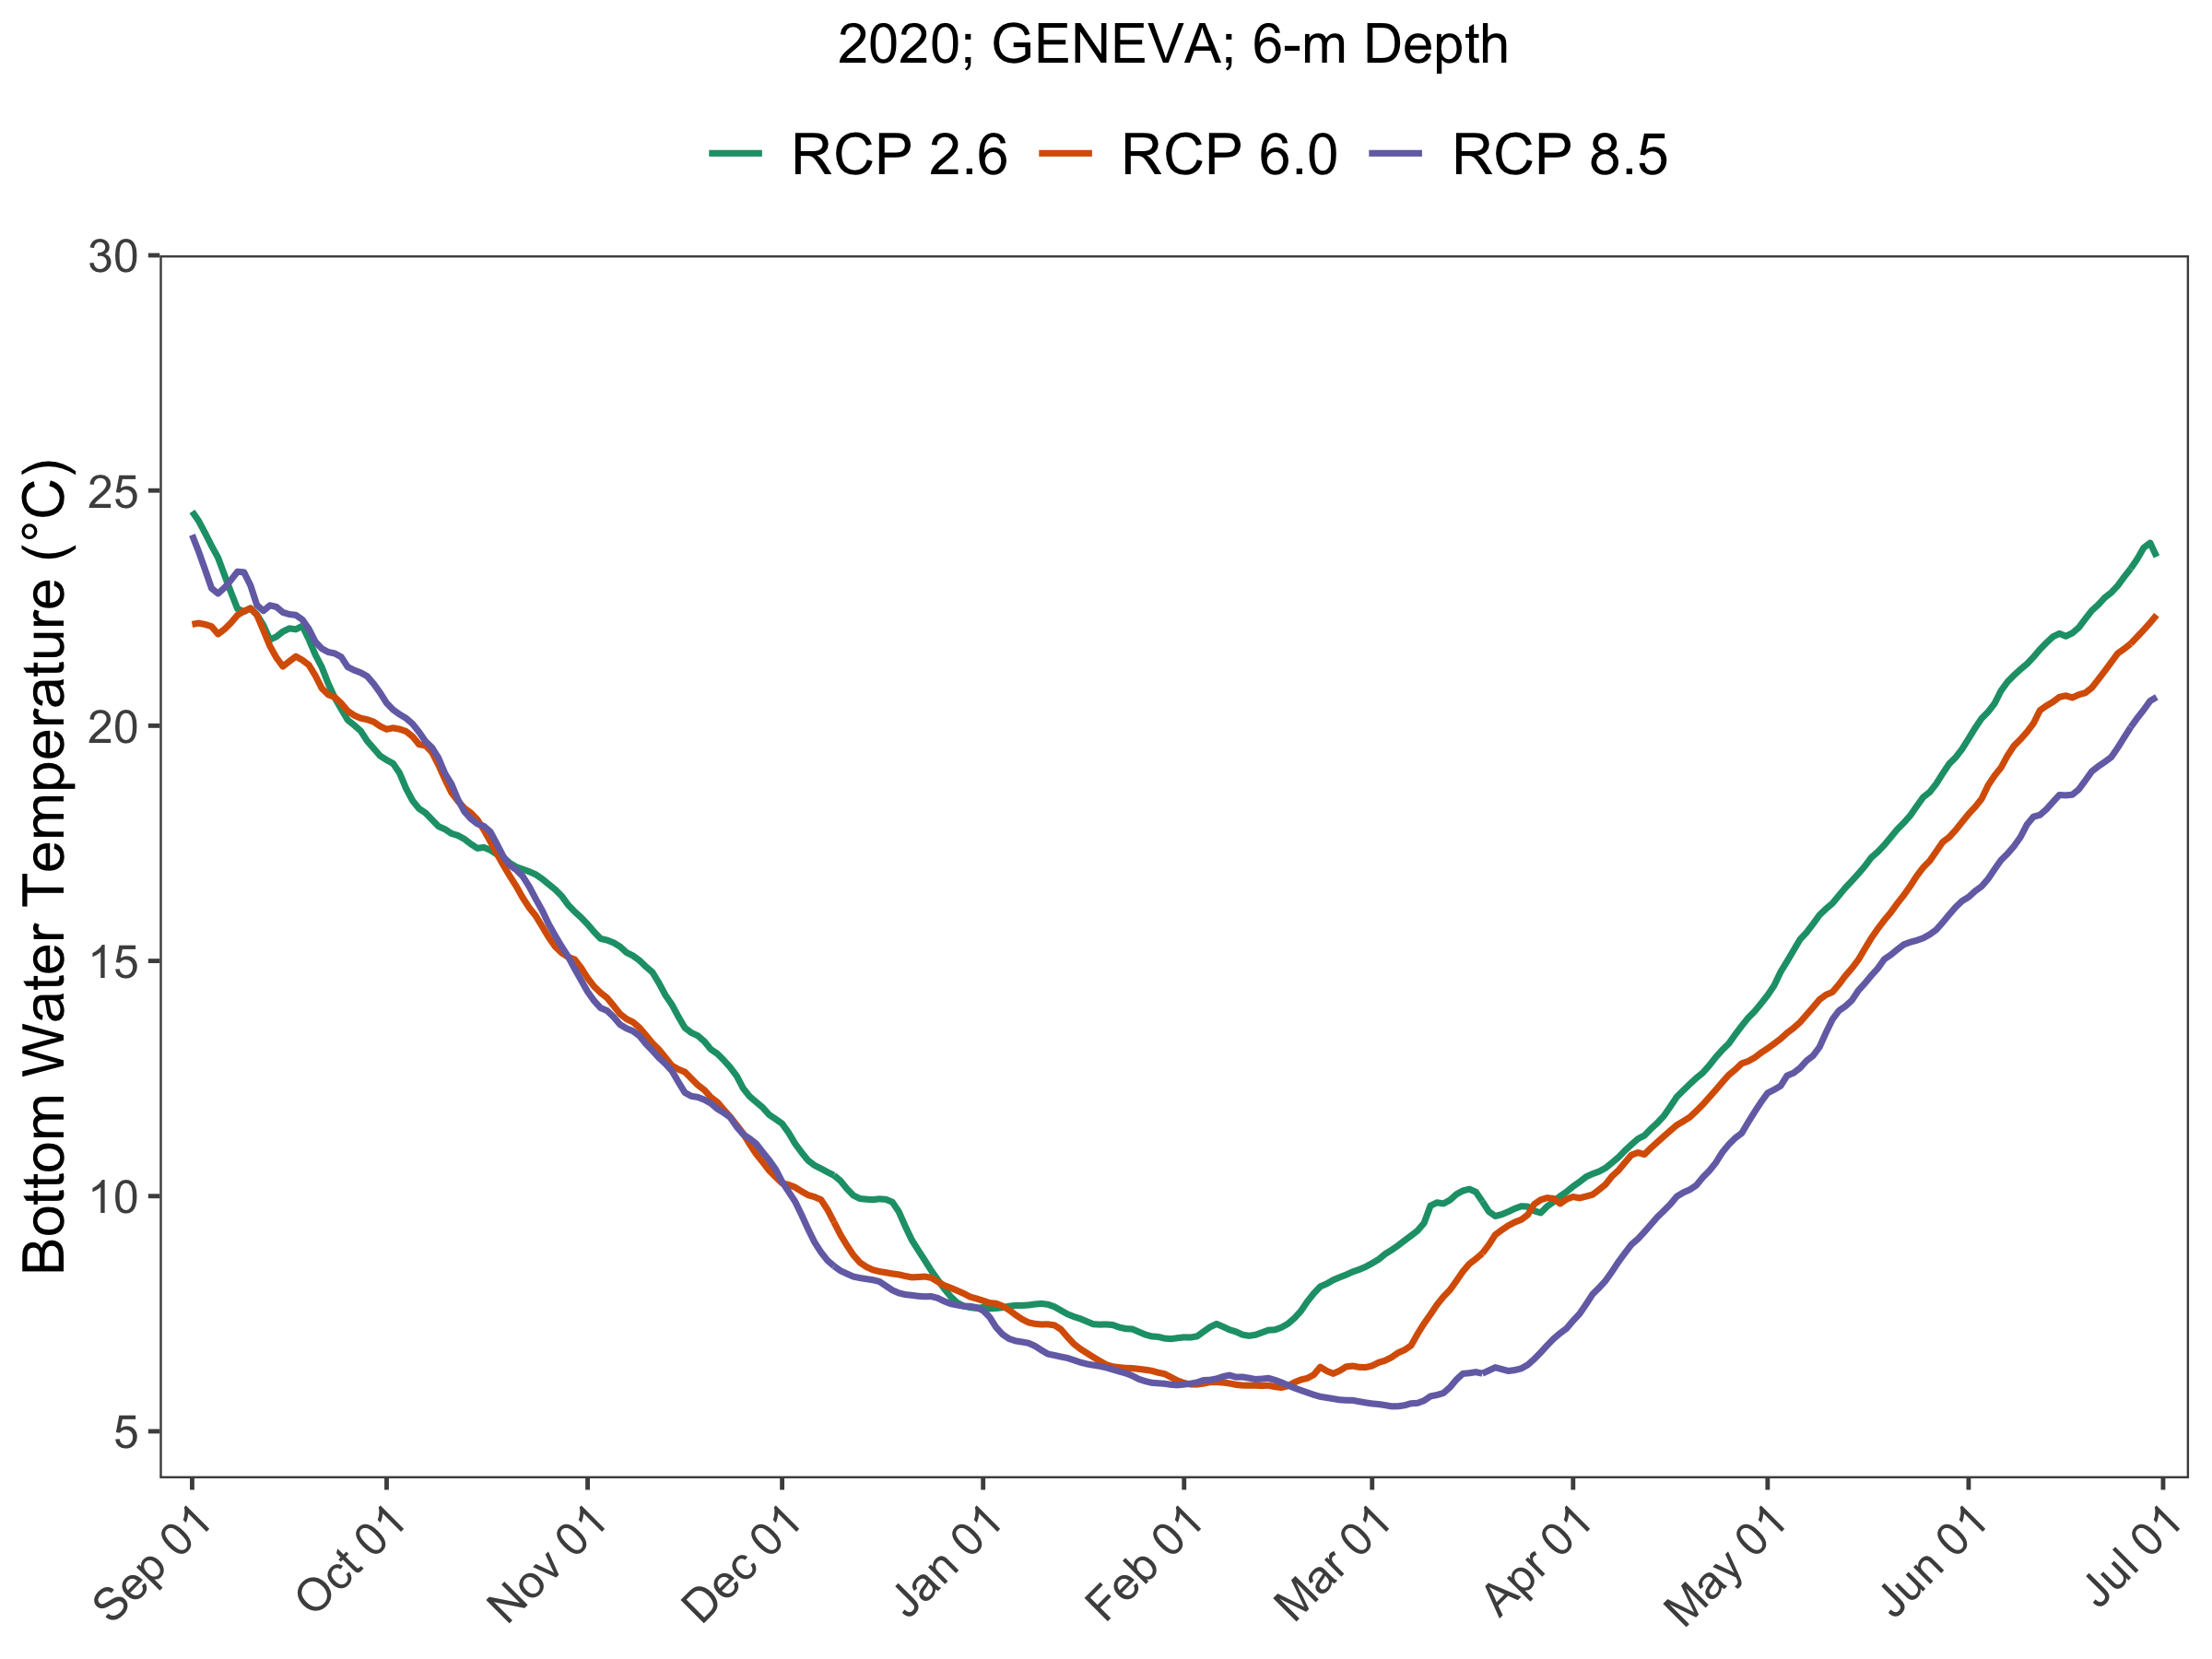 2020; GENEVA; 6-m Depth
RCP 2.6 RCP 6.0 RCP 8.5
Bottom Water Temperature (°C)
30
25
20
15
10
5
Sep 01 Oct 01 Nov 01 Dec 01 Jan 01 Feb 01 Mar 01 Apr 01 May 01 Jun 01 Jul 01